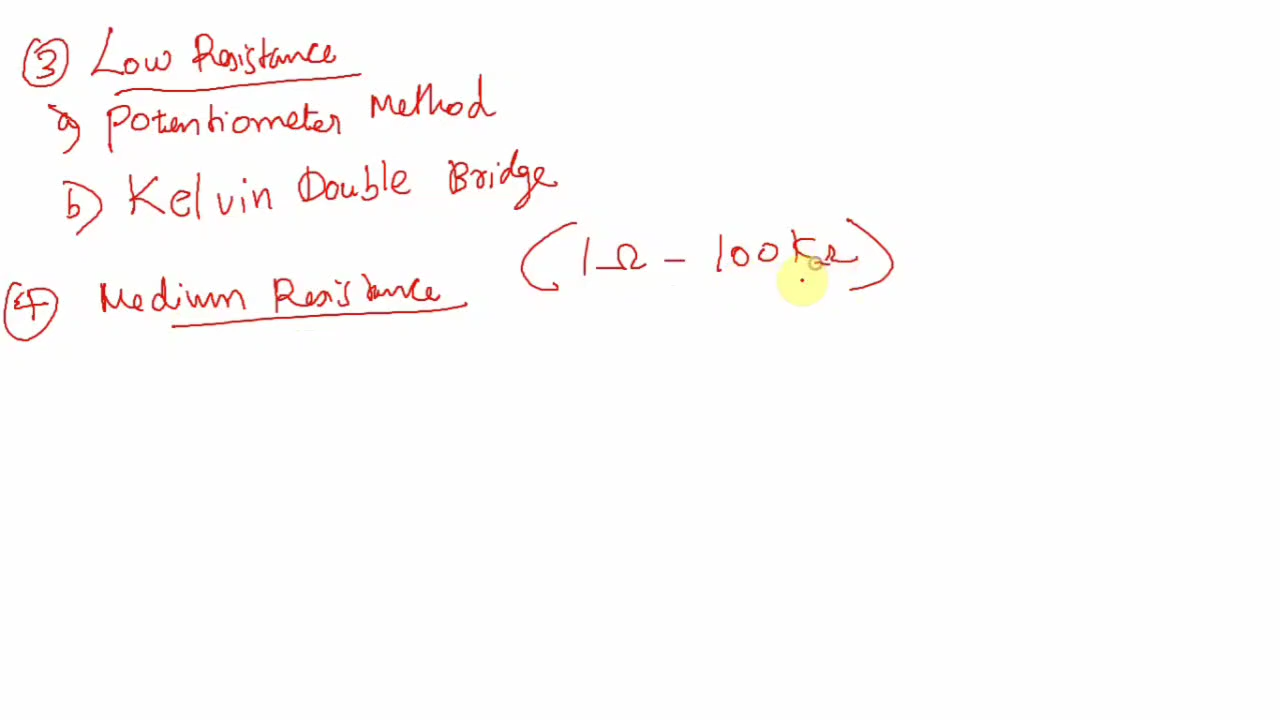 ③ Low Resistance
a) Potentiometer Method
b) Kelvin Double Bridge
④ Medium Resistance (1Ω - 100KΩ)